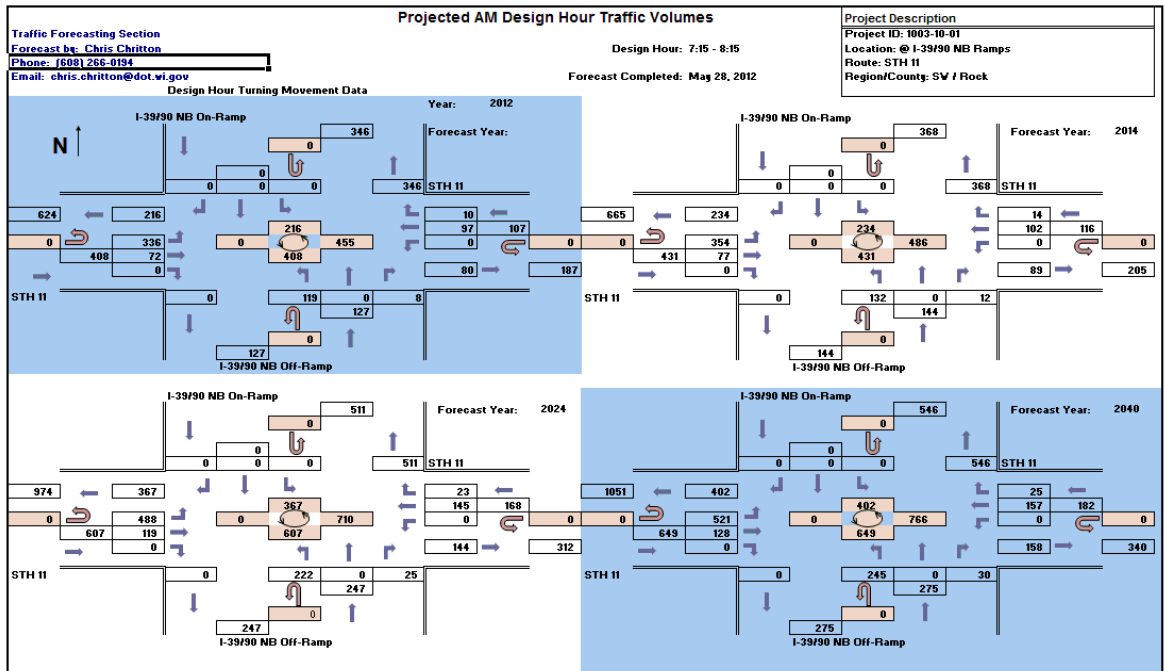 Projected AM Design Hour Traffic Volumes
Project Description
Traffic Forecasting Section
Project ID: 1003-10-01
Forecast by: Chris Chritton
Design Hour: 7:15 - 8:15
Location: @ I-39/90 NB Ramps
Phone: (608) 266-0194
Route: STH 11
Email: chris.chritton@dot.wi.gov
Forecast Completed: May 28, 2012
Region/County: SW / Rock
Design Hour Turning Movement Data
Year: 2012
I-39/90 NB On-Ramp
N
346
Forecast Year:
0
0
0 0 0
346 STH 11
624 216 10
216
97 107
0 336 0 455 0 0
408 72 408
0 80 187
STH 11
0 119 0 8
127
0
127
I-39/90 NB Off-Ramp
I-39/90 NB On-Ramp
368
Forecast Year: 2014
0
0
0 0 0
368 STH 11
665 234 14
234
102 116
0 354 0 486 0 0
431 77 431
0 89 205
STH 11
0 132 0 12
144
0
144
I-39/90 NB Off-Ramp
I-39/90 NB On-Ramp
511
Forecast Year: 2024
0
0
0 0 0
511 STH 11
974 367 23
367
145 168
0 488 0 710 0 0
607 119 607
0 144 312
STH 11
0 222 0 25
247
0
247
I-39/90 NB Off-Ramp
I-39/90 NB On-Ramp
546
Forecast Year: 2040
0
0
0 0 0
546 STH 11
1051 402 25
402
157 182
0 521 0 766 0 0
649 128 649
0 158 340
STH 11
0 245 0 30
275
0
275
I-39/90 NB Off-Ramp